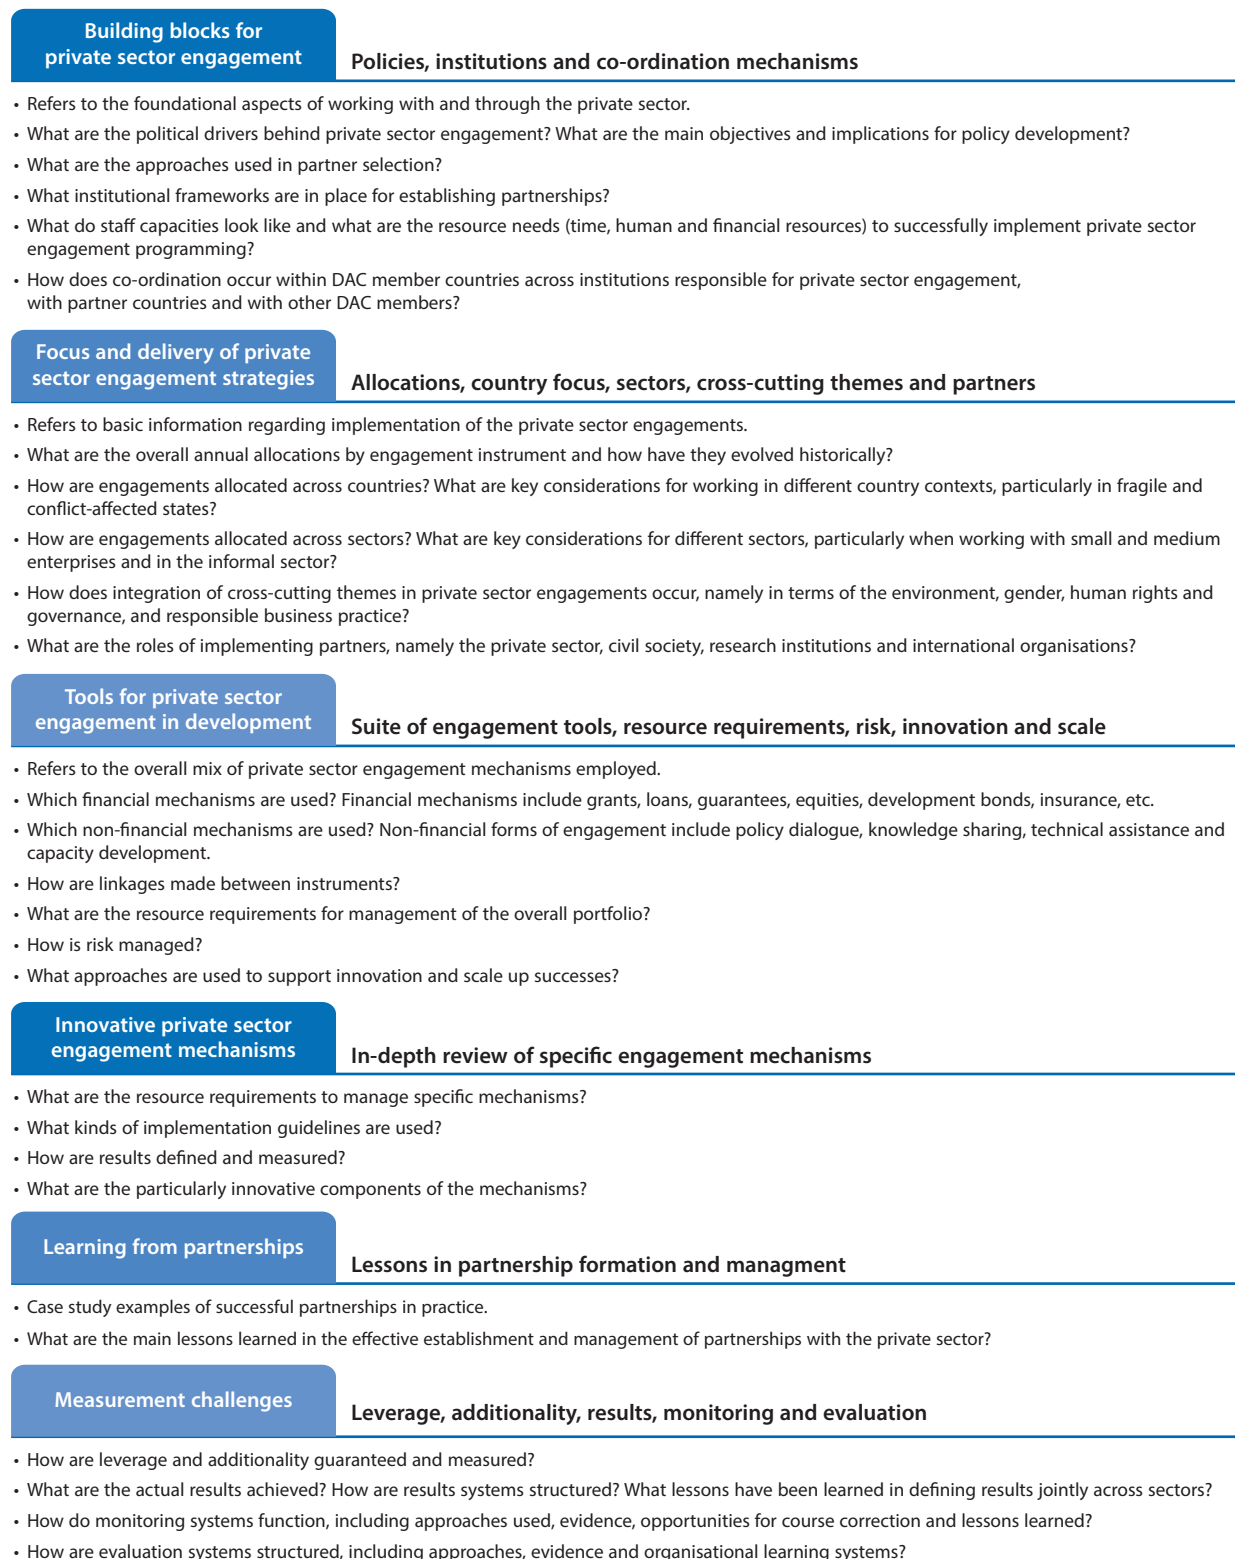 Building blocks for
private sector engagement
Policies, institutions and co-ordination mechanisms
• Refers to the foundational aspects of working with and through the private sector.
• What are the political drivers behind private sector engagement? What are the main objectives and implications for policy development?
• What are the approaches used in partner selection?
• What institutional frameworks are in place for establishing partnerships?
• What do staff capacities look like and what are the resource needs (time, human and financial resources) to successfully implement private sector
engagement programming?
• How does co-ordination occur within DAC member countries across institutions responsible for private sector engagement,
with partner countries and with other DAC members?
Focus and delivery of private
sector engagement strategies
Allocations, country focus, sectors, cross-cutting themes and partners
• Refers to basic information regarding implementation of the private sector engagements.
• What are the overall annual allocations by engagement instrument and how have they evolved historically?
• How are engagements allocated across countries? What are key considerations for working in different country contexts, particularly in fragile and
conflict-affected states?
• How are engagements allocated across sectors? What are key considerations for different sectors, particularly when working with small and medium
enterprises and in the informal sector?
• How does integration of cross-cutting themes in private sector engagements occur, namely in terms of the environment, gender, human rights and
governance, and responsible business practice?
• What are the roles of implementing partners, namely the private sector, civil society, research institutions and international organisations?
Tools for private sector
engagement in development
Suite of engagement tools, resource requirements, risk, innovation and scale
• Refers to the overall mix of private sector engagement mechanisms employed.
• Which financial mechanisms are used? Financial mechanisms include grants, loans, guarantees, equities, development bonds, insurance, etc.
• Which non-financial mechanisms are used? Non-financial forms of engagement include policy dialogue, knowledge sharing, technical assistance and
capacity development.
• How are linkages made between instruments?
• What are the resource requirements for management of the overall portfolio?
• How is risk managed?
• What approaches are used to support innovation and scale up successes?
Innovative private sector
engagement mechanisms
In-depth review of specific engagement mechanisms
• What are the resource requirements to manage specific mechanisms?
• What kinds of implementation guidelines are used?
• How are results defined and measured?
• What are the particularly innovative components of the mechanisms?
Learning from partnerships
Lessons in partnership formation and managment
• Case study examples of successful partnerships in practice.
• What are the main lessons learned in the effective establishment and management of partnerships with the private sector?
Measurement challenges
Leverage, additionality, results, monitoring and evaluation
• How are leverage and additionality guaranteed and measured?
• What are the actual results achieved? How are results systems structured? What lessons have been learned in defining results jointly across sectors?
• How do monitoring systems function, including approaches used, evidence, opportunities for course correction and lessons learned?
• How are evaluation systems structured, including approaches, evidence and organisational learning systems?